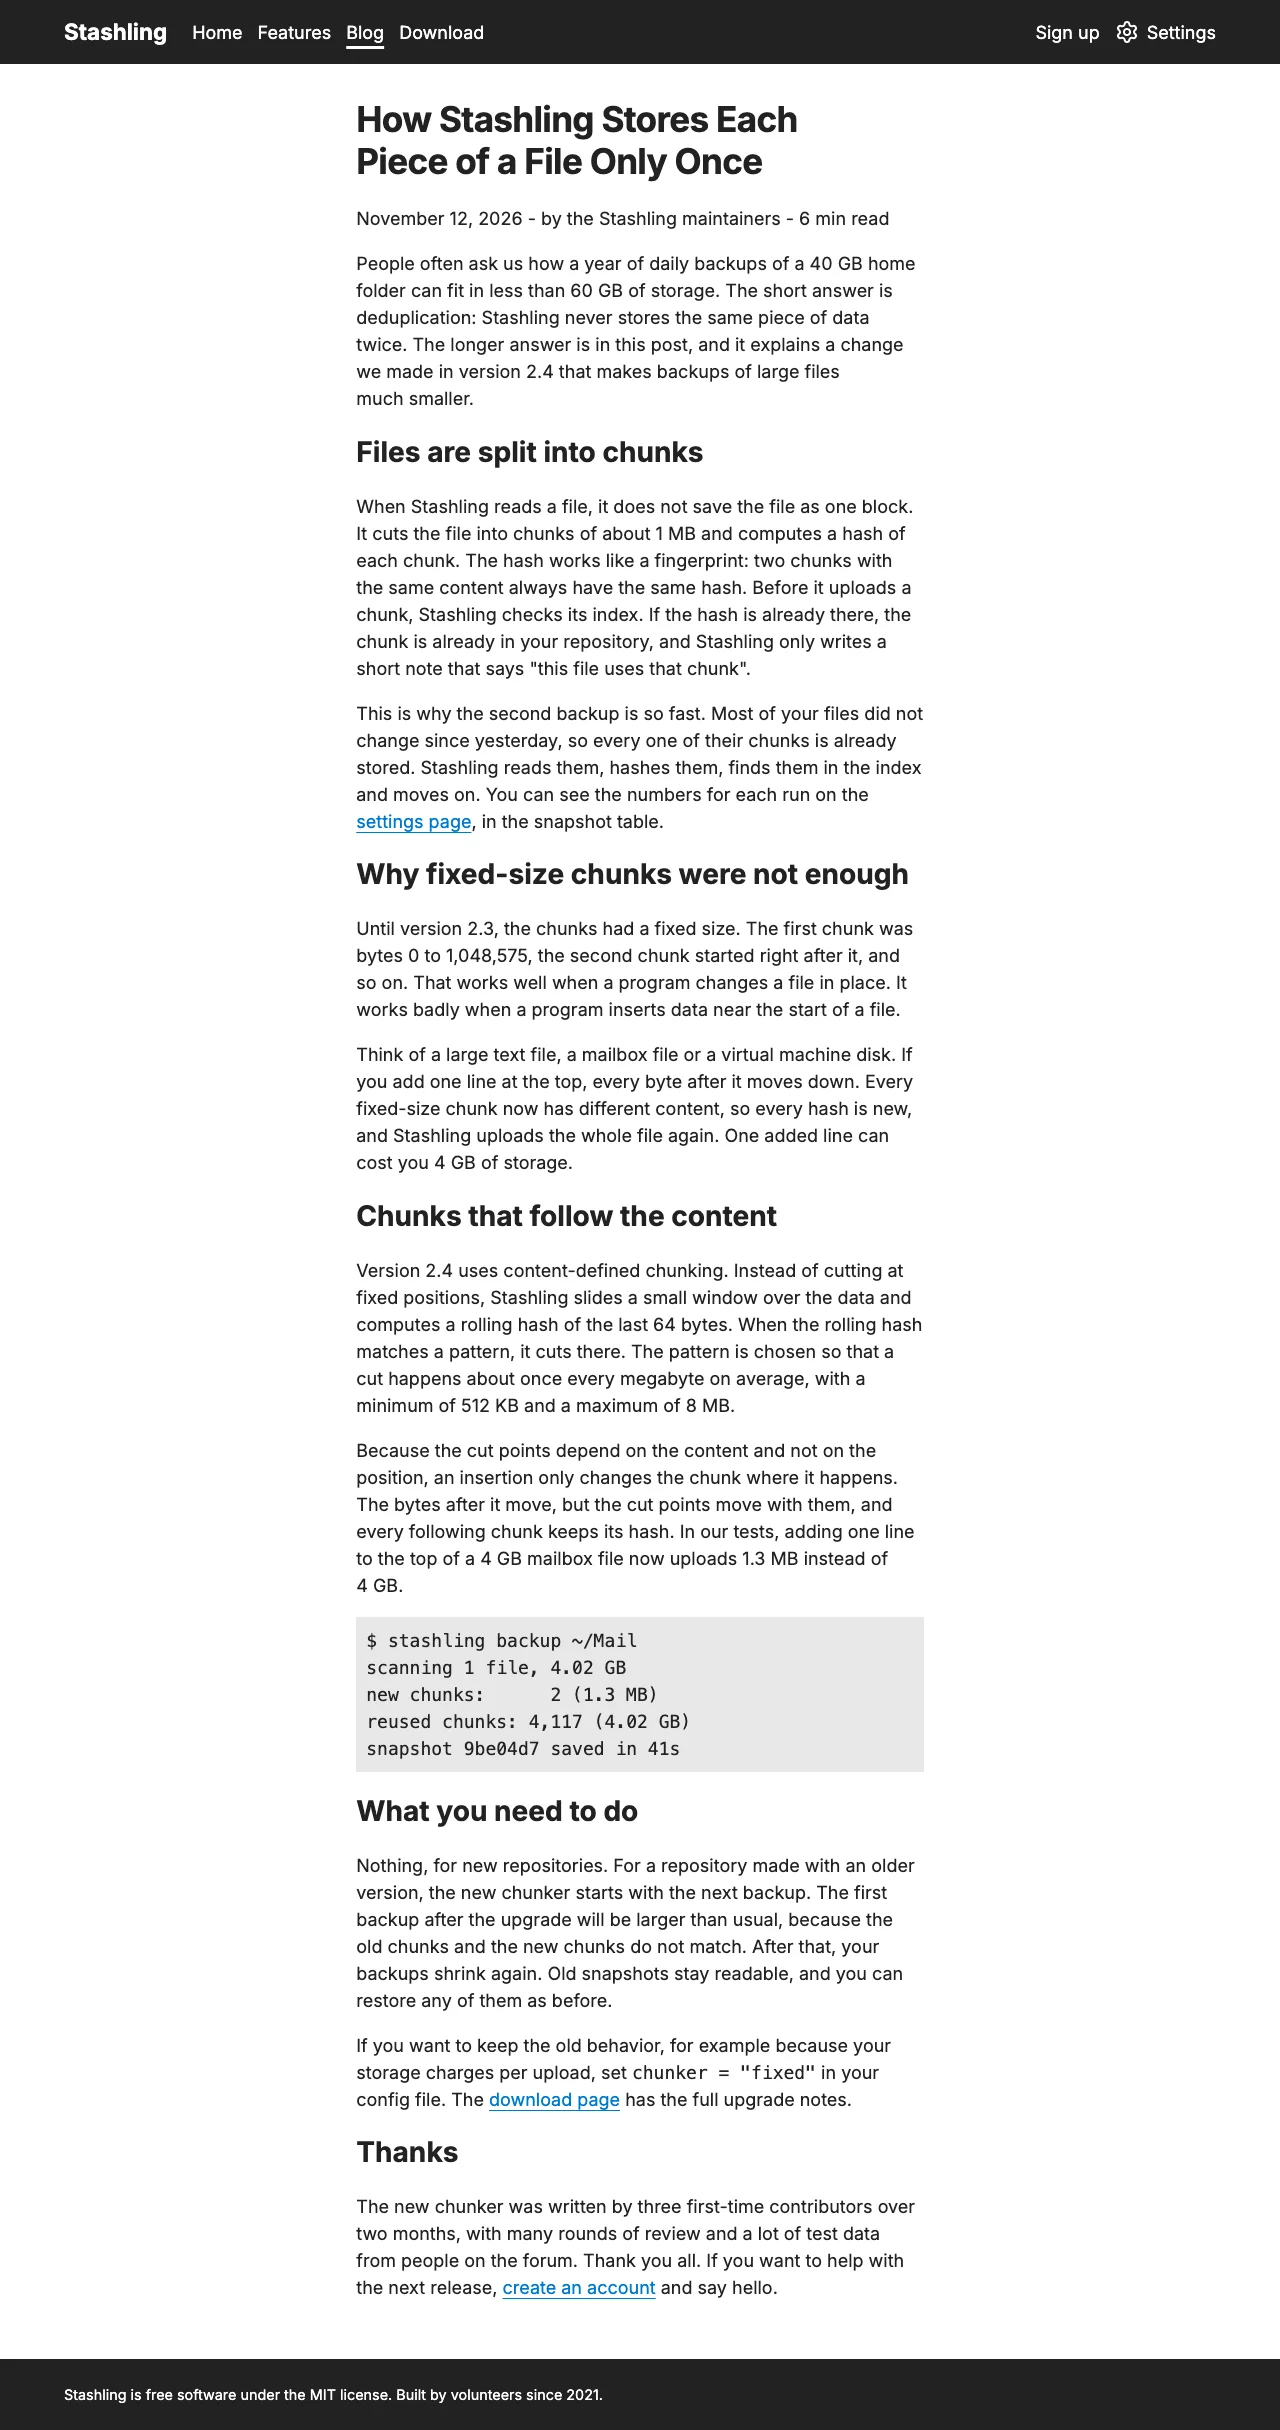 Stashling Home Features Blog Download Sign up Settings
How Stashling Stores Each
Piece of a File Only Once
November 12, 2026 - by the Stashling maintainers - 6 min read
People often ask us how a year of daily backups of a 40 GB home
folder can fit in less than 60 GB of storage. The short answer is
deduplication: Stashling never stores the same piece of data
twice. The longer answer is in this post, and it explains a change
we made in version 2.4 that makes backups of large files
much smaller.
Files are split into chunks
When Stashling reads a file, it does not save the file as one block.
It cuts the file into chunks of about 1 MB and computes a hash of
each chunk. The hash works like a fingerprint: two chunks with
the same content always have the same hash. Before it uploads a
chunk, Stashling checks its index. If the hash is already there, the
chunk is already in your repository, and Stashling only writes a
short note that says "this file uses that chunk".
This is why the second backup is so fast. Most of your files did not
change since yesterday, so every one of their chunks is already
stored. Stashling reads them, hashes them, finds them in the index
and moves on. You can see the numbers for each run on the
settings page, in the snapshot table.
Why fixed-size chunks were not enough
Until version 2.3, the chunks had a fixed size. The first chunk was
bytes 0 to 1,048,575, the second chunk started right after it, and
so on. That works well when a program changes a file in place. It
works badly when a program inserts data near the start of a file.
Think of a large text file, a mailbox file or a virtual machine disk. If
you add one line at the top, every byte after it moves down. Every
fixed-size chunk now has different content, so every hash is new,
and Stashling uploads the whole file again. One added line can
cost you 4 GB of storage.
Chunks that follow the content
Version 2.4 uses content-defined chunking. Instead of cutting at
fixed positions, Stashling slides a small window over the data and
computes a rolling hash of the last 64 bytes. When the rolling hash
matches a pattern, it cuts there. The pattern is chosen so that a
cut happens about once every megabyte on average, with a
minimum of 512 KB and a maximum of 8 MB.
Because the cut points depend on the content and not on the
position, an insertion only changes the chunk where it happens.
The bytes after it move, but the cut points move with them, and
every following chunk keeps its hash. In our tests, adding one line
to the top of a 4 GB mailbox file now uploads 1.3 MB instead of
4 GB.
$ stashling backup ~/Mail
scanning 1 file, 4.02 GB
new chunks:      2 (1.3 MB)
reused chunks: 4,117 (4.02 GB)
snapshot 9be04d7 saved in 41s
What you need to do
Nothing, for new repositories. For a repository made with an older
version, the new chunker starts with the next backup. The first
backup after the upgrade will be larger than usual, because the
old chunks and the new chunks do not match. After that, your
backups shrink again. Old snapshots stay readable, and you can
restore any of them as before.
If you want to keep the old behavior, for example because your
storage charges per upload, set chunker = "fixed" in your
config file. The download page has the full upgrade notes.
Thanks
The new chunker was written by three first-time contributors over
two months, with many rounds of review and a lot of test data
from people on the forum. Thank you all. If you want to help with
the next release, create an account and say hello.
Stashling is free software under the MIT license. Built by volunteers since 2021.